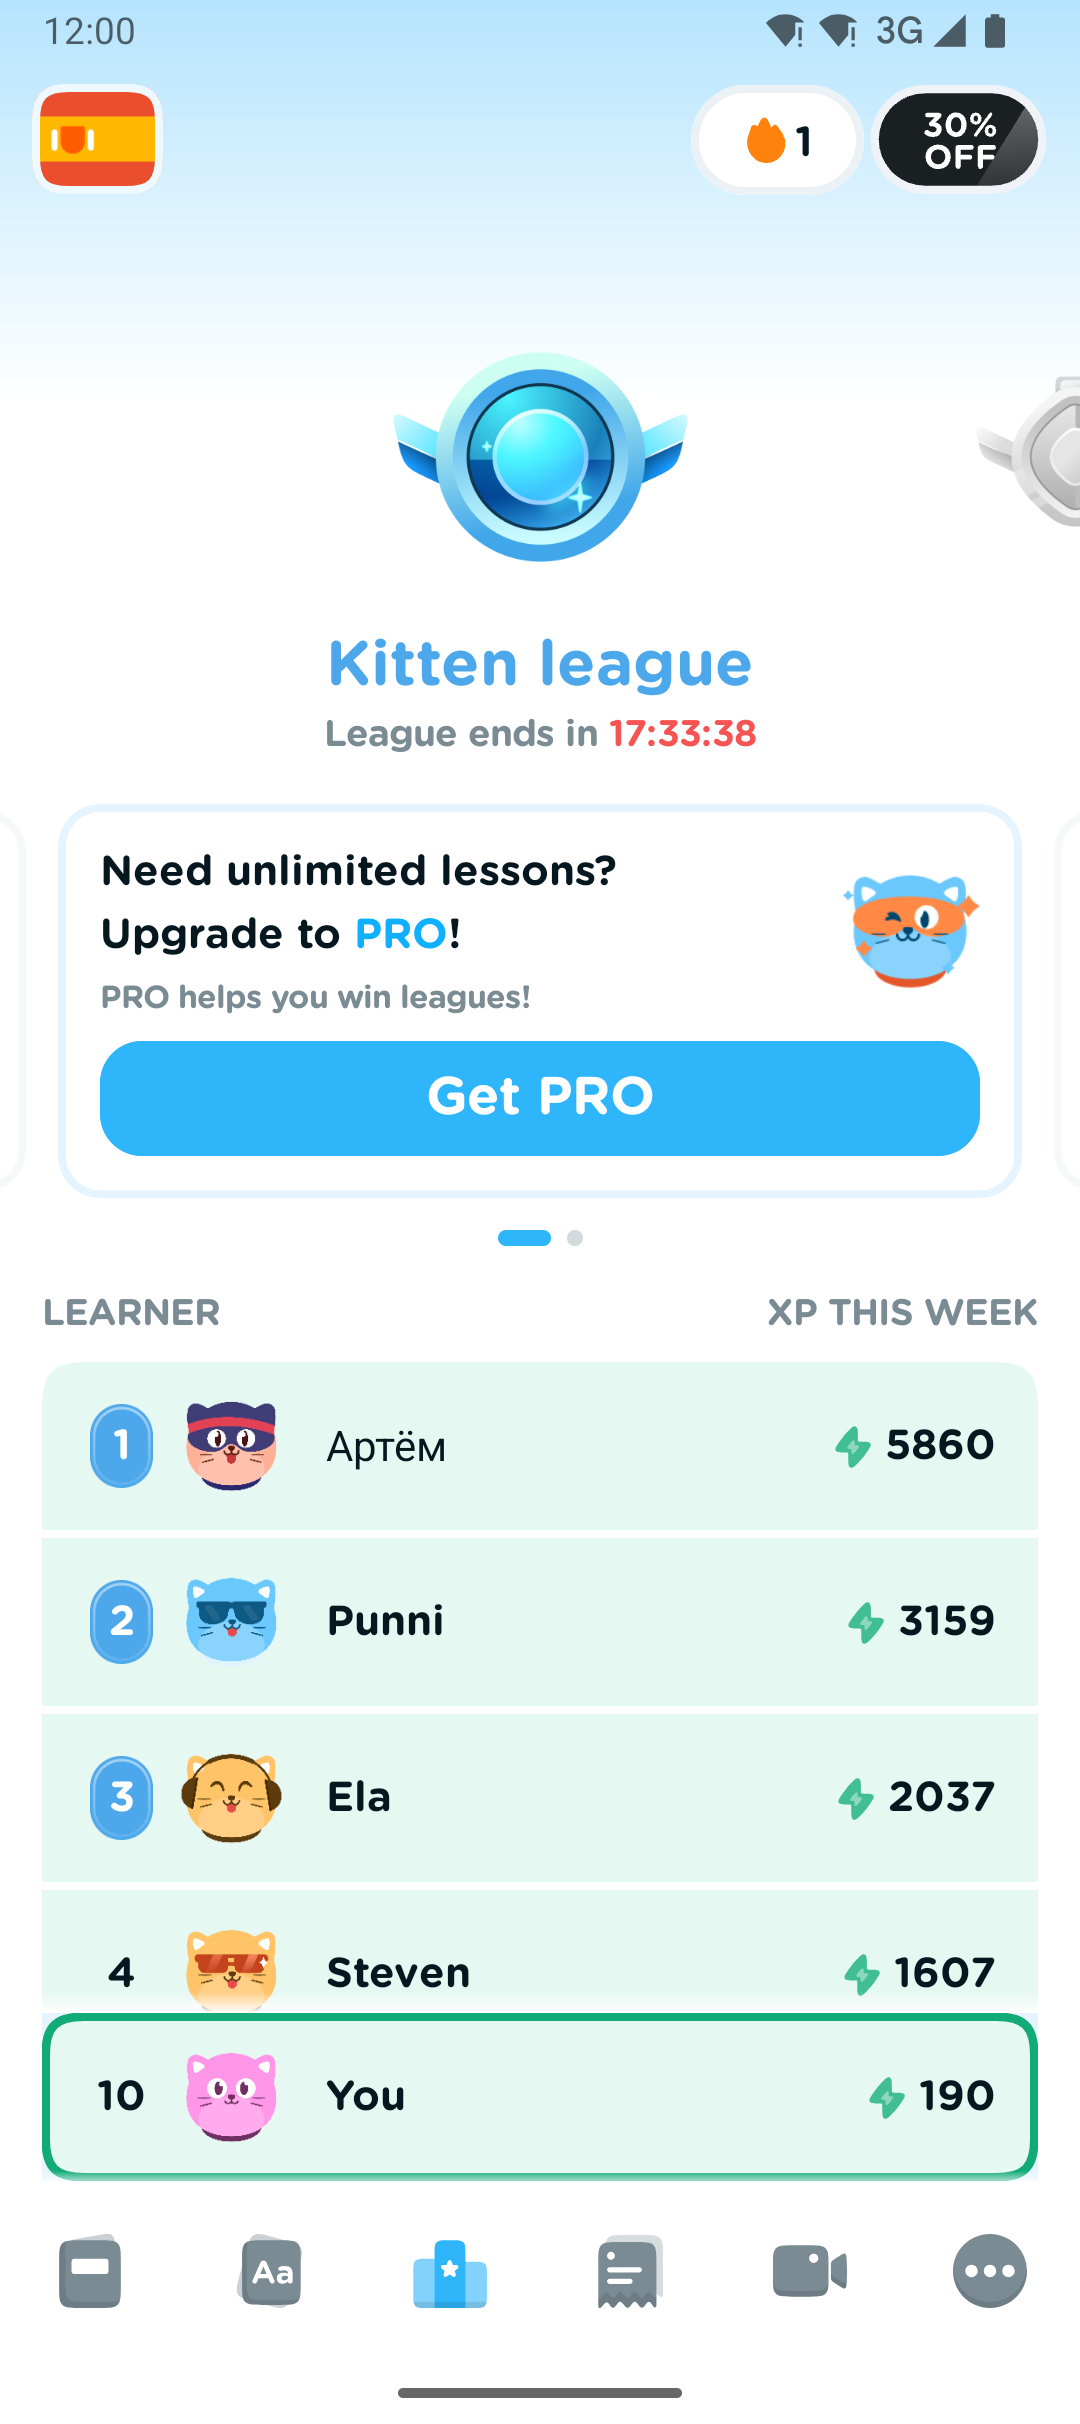 12:00
3G
1
30%
OFF
Kitten league
League ends in 17:33:38
Need unlimited lessons?
Upgrade to PRO!
PRO helps you win leagues!
Get PRO
LEARNER XP THIS WEEK
1 Артём 5860
2 Punni 3159
3 Ela 2037
4 Steven 1607
10 You 190
Aa